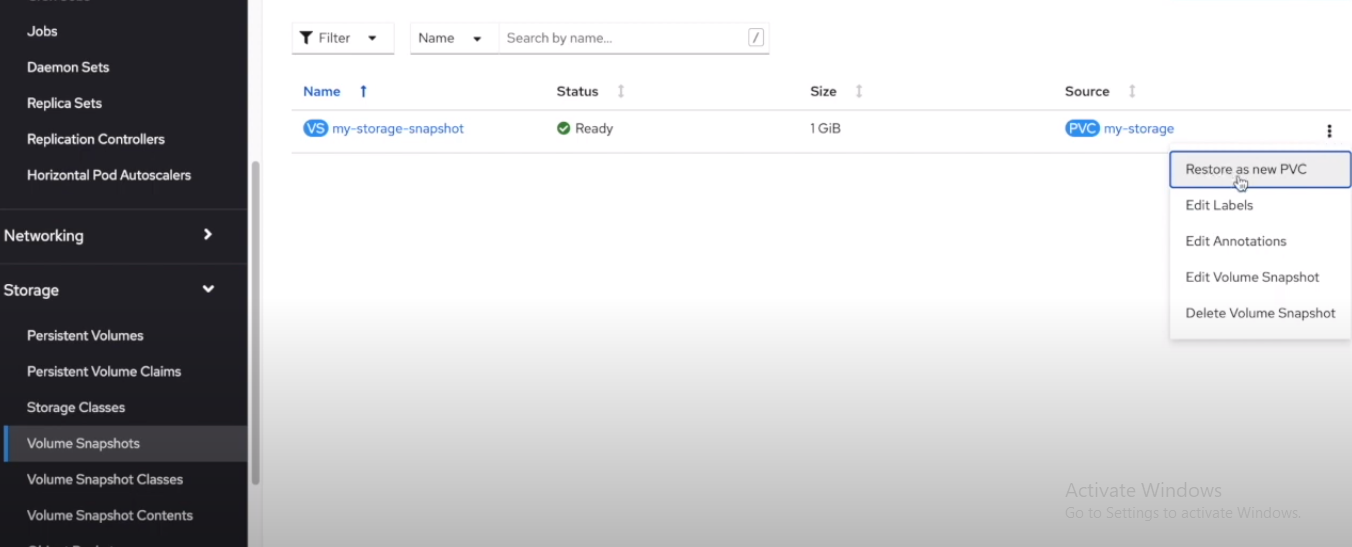 Jobs
Daemon Sets
Replica Sets
Replication Controllers
Horizontal Pod Autoscalers
Networking
Storage
Persistent Volumes
Persistent Volume Claims
Storage Classes
Volume Snapshots
Volume Snapshot Classes
Volume Snapshot Contents
Filter Name Search by name... /
Name Status Size Source
VS my-storage-snapshot Ready 1 GiB PVC my-storage
Restore as new PVC
Edit Labels
Edit Annotations
Edit Volume Snapshot
Delete Volume Snapshot
Activate Windows
Go to Settings to activate Windows.